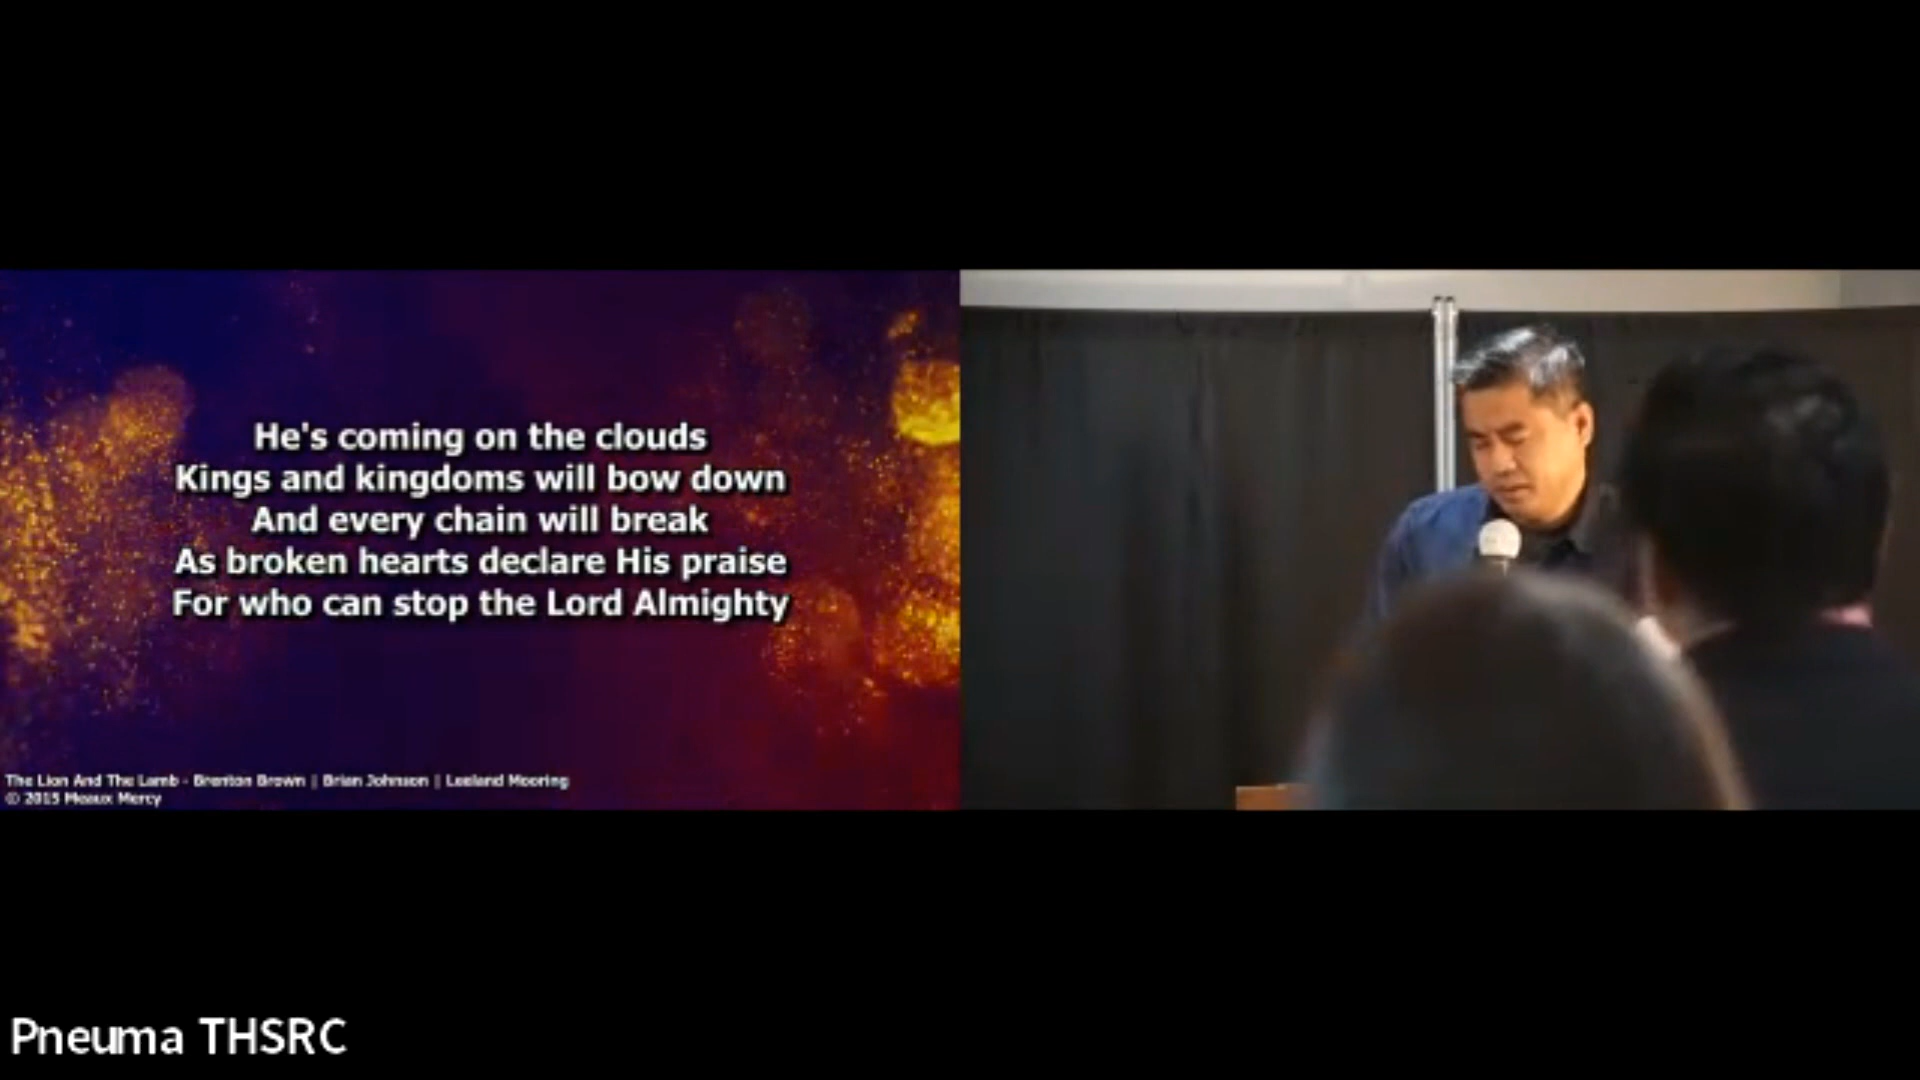 He's coming on the clouds
Kings and kingdoms will bow down
And every chain will break
As broken hearts declare His praise
For who can stop the Lord Almighty
The Lion And The Lamb - Brenton Brown | Brian Johnson | Leeland Mooring
© 2015 Meaux Mercy
Pneuma THSRC